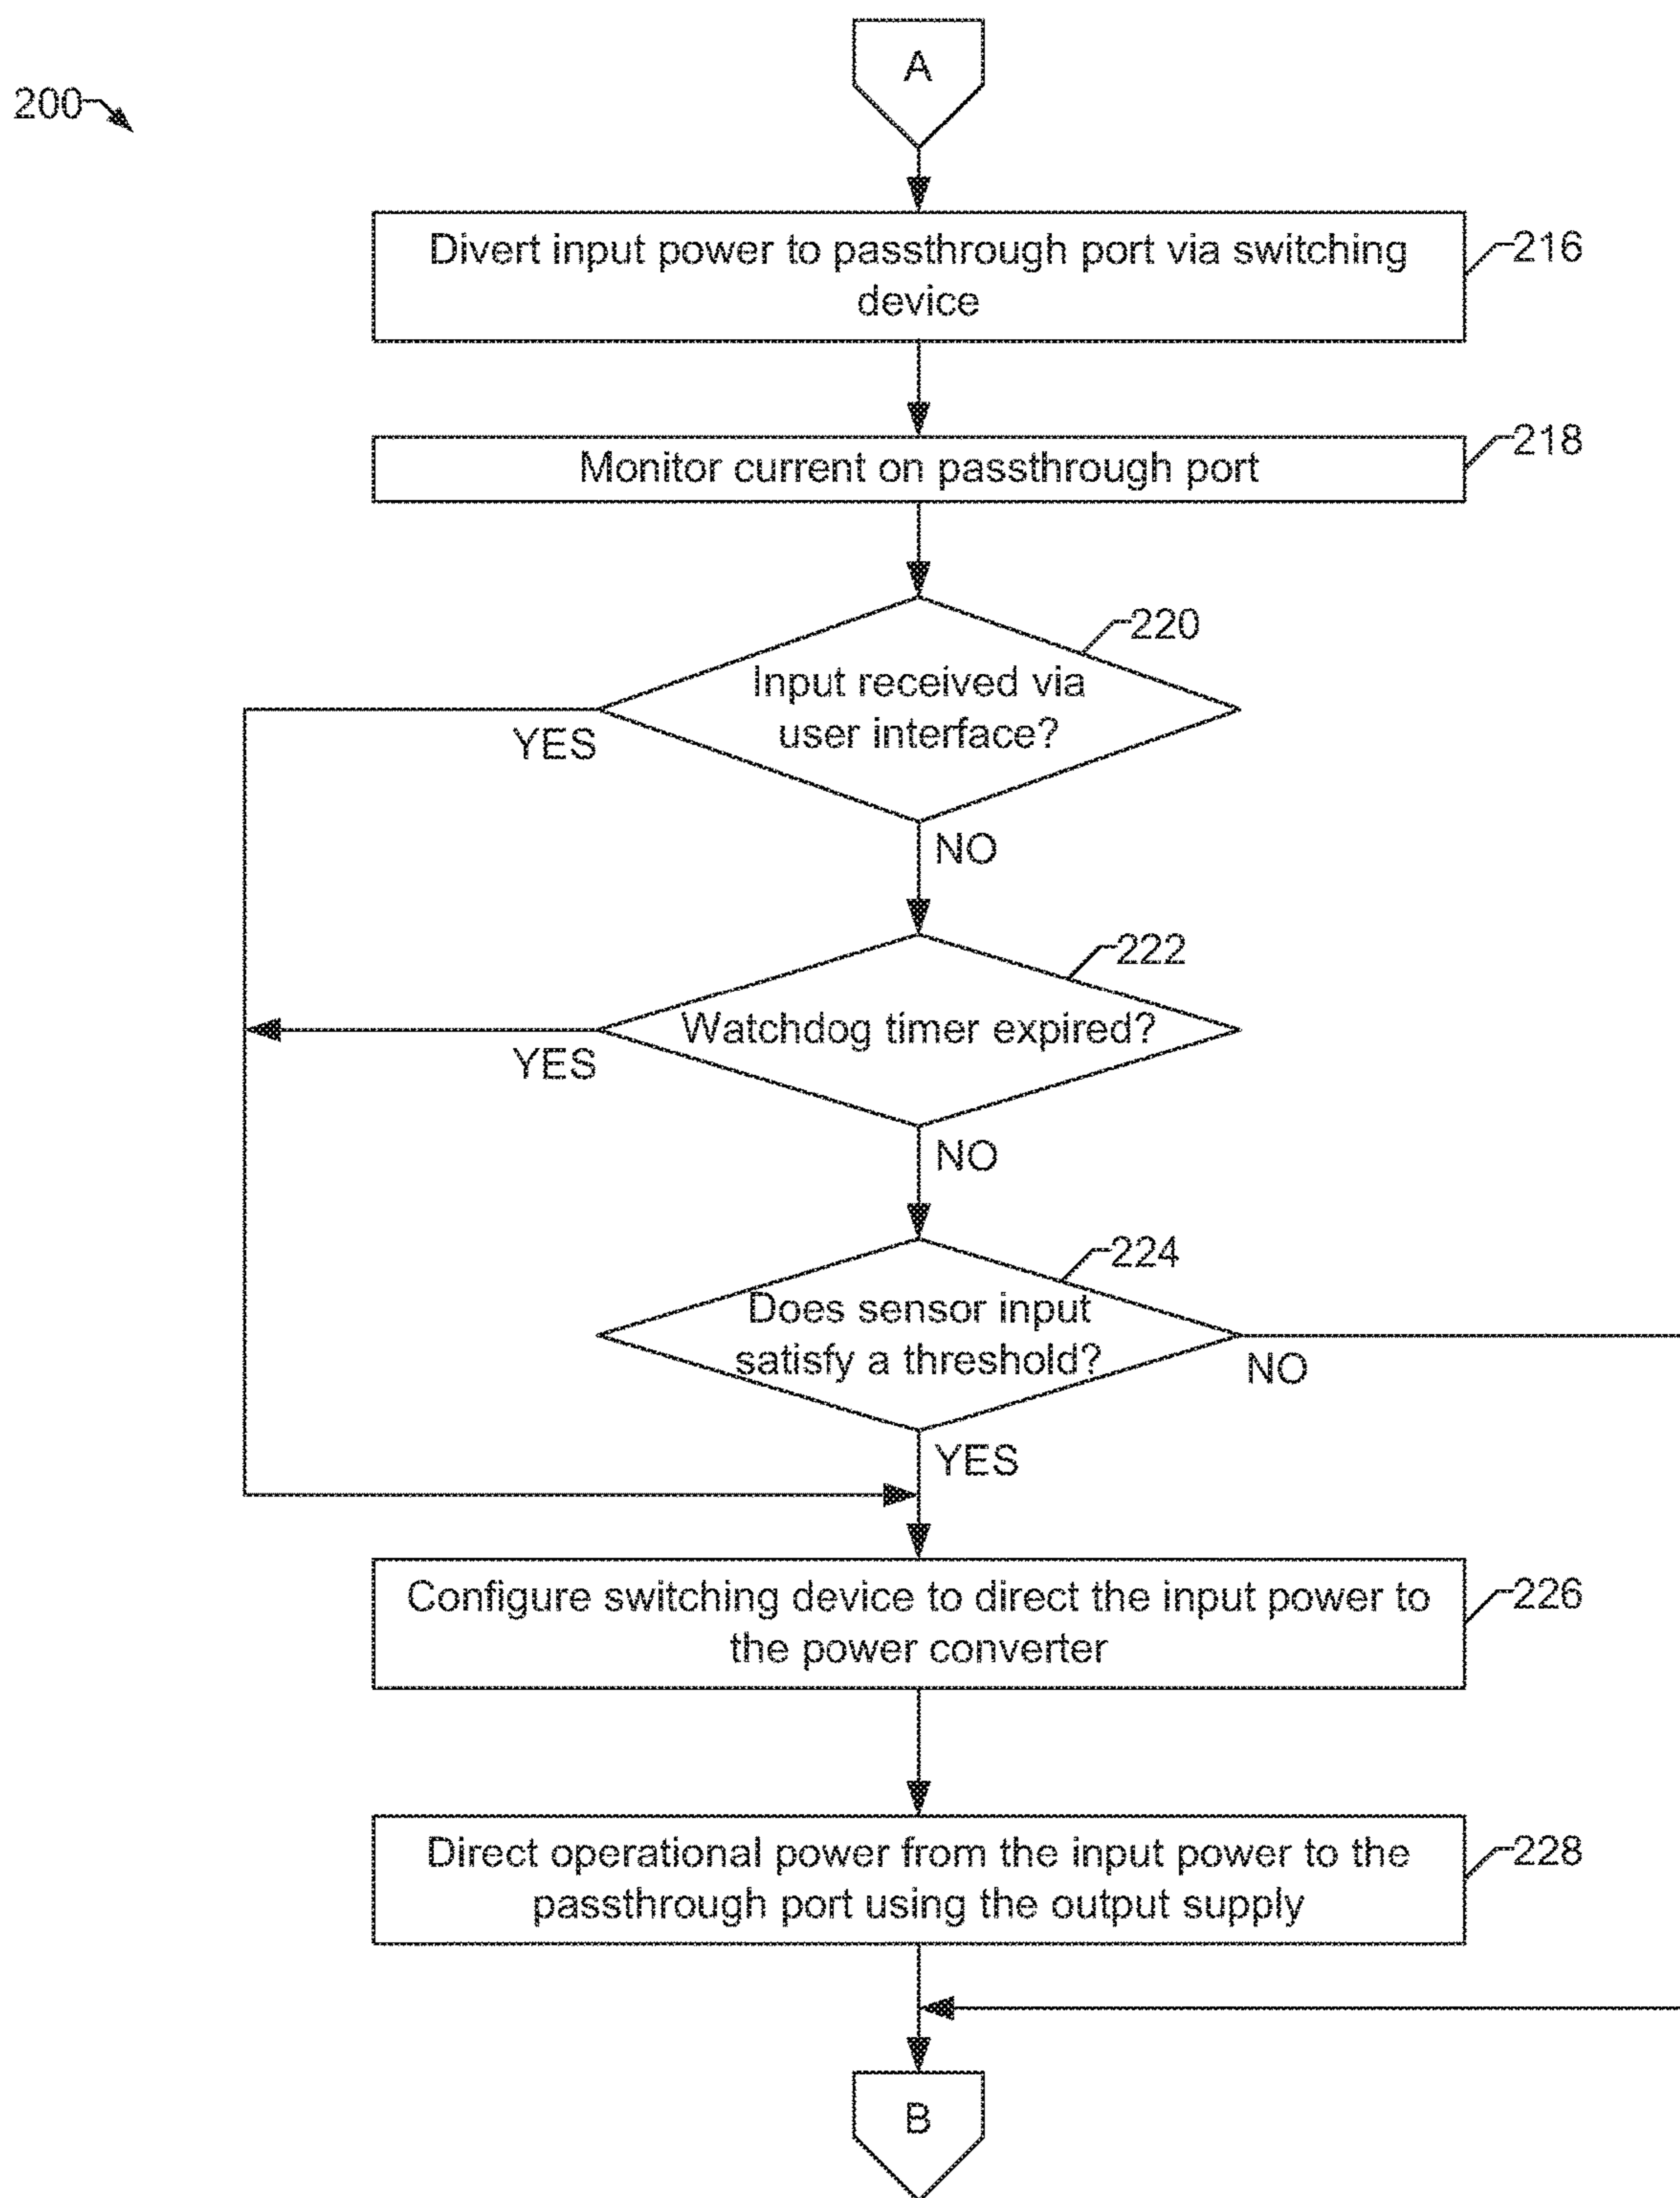 A
200
Divert input power to passthrough port via switching
device
216
Monitor current on passthrough port
218
220
Input received via
user interface?
YES
NO
222
Watchdog timer expired?
YES
NO
224
Does sensor input
satisfy a threshold?
NO
YES
Configure switching device to direct the input power to
the power converter
226
Direct operational power from the input power to the
passthrough port using the output supply
228
B